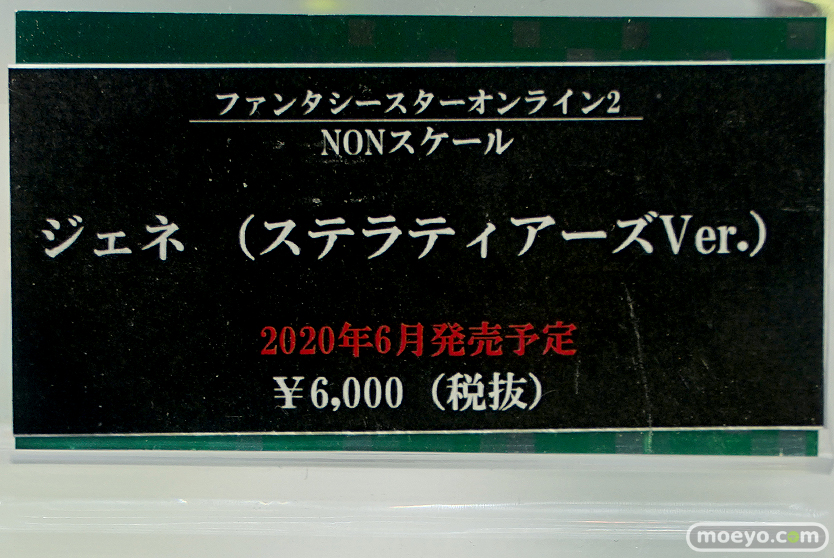 ファンタシースターオンライン2
NONスケール
ジェネ （ステラティアーズVer.）
2020年6月発売予定
￥6,000（税抜）
moeyo.com